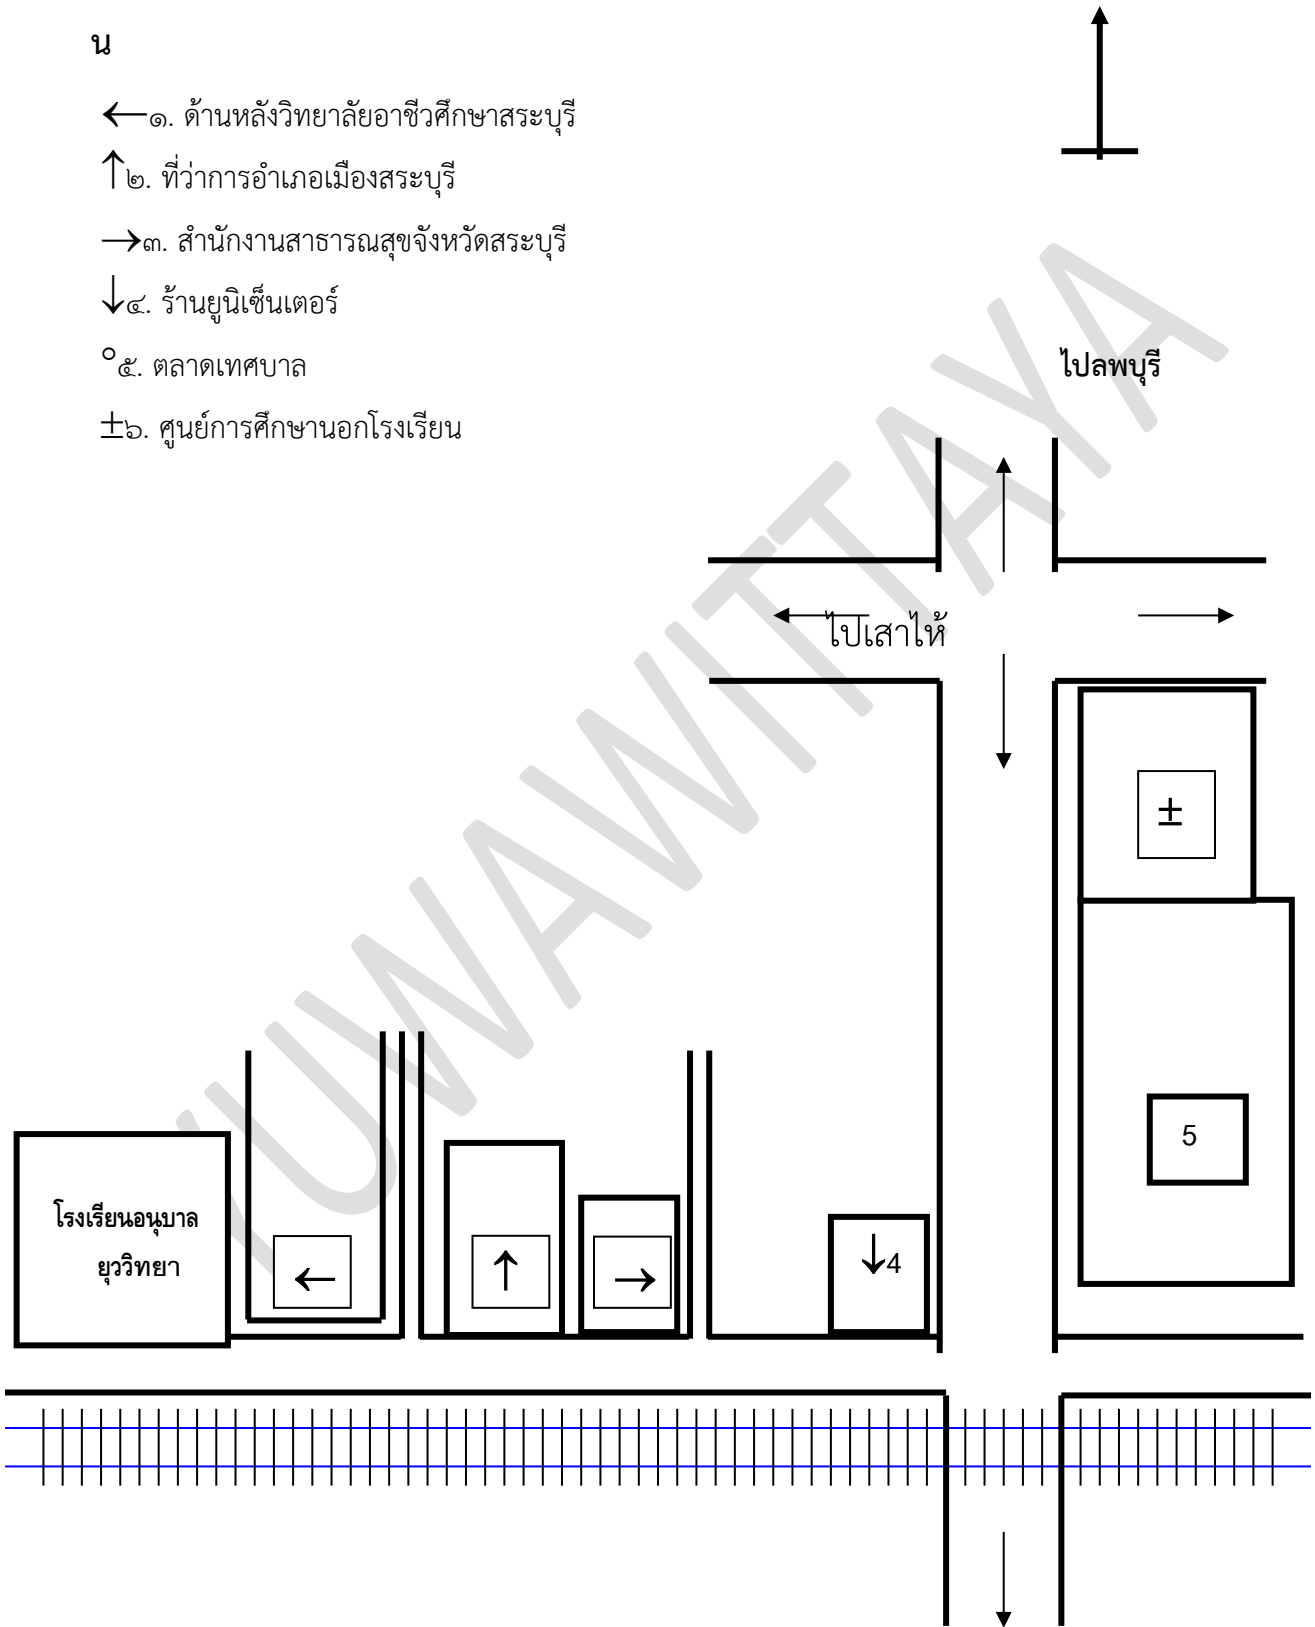 น
←๑. ด้านหลังวิทยาลัยอาชีวศึกษาสระบุรี
↑๒. ที่ว่าการอำเภอเมืองสระบุรี
→๓. สำนักงานสาธารณสุขจังหวัดสระบุรี
↓๔. ร้านยูนิเซ็นเตอร์
°๕. ตลาดเทศบาล
±๖. ศูนย์การศึกษานอกโรงเรียน
ไปลพบุรี
ไปเสาไห้
±
5
โรงเรียนอนุบาล
ยุววิทยา
←
↑
→
↓4
YUWAWITTAYA